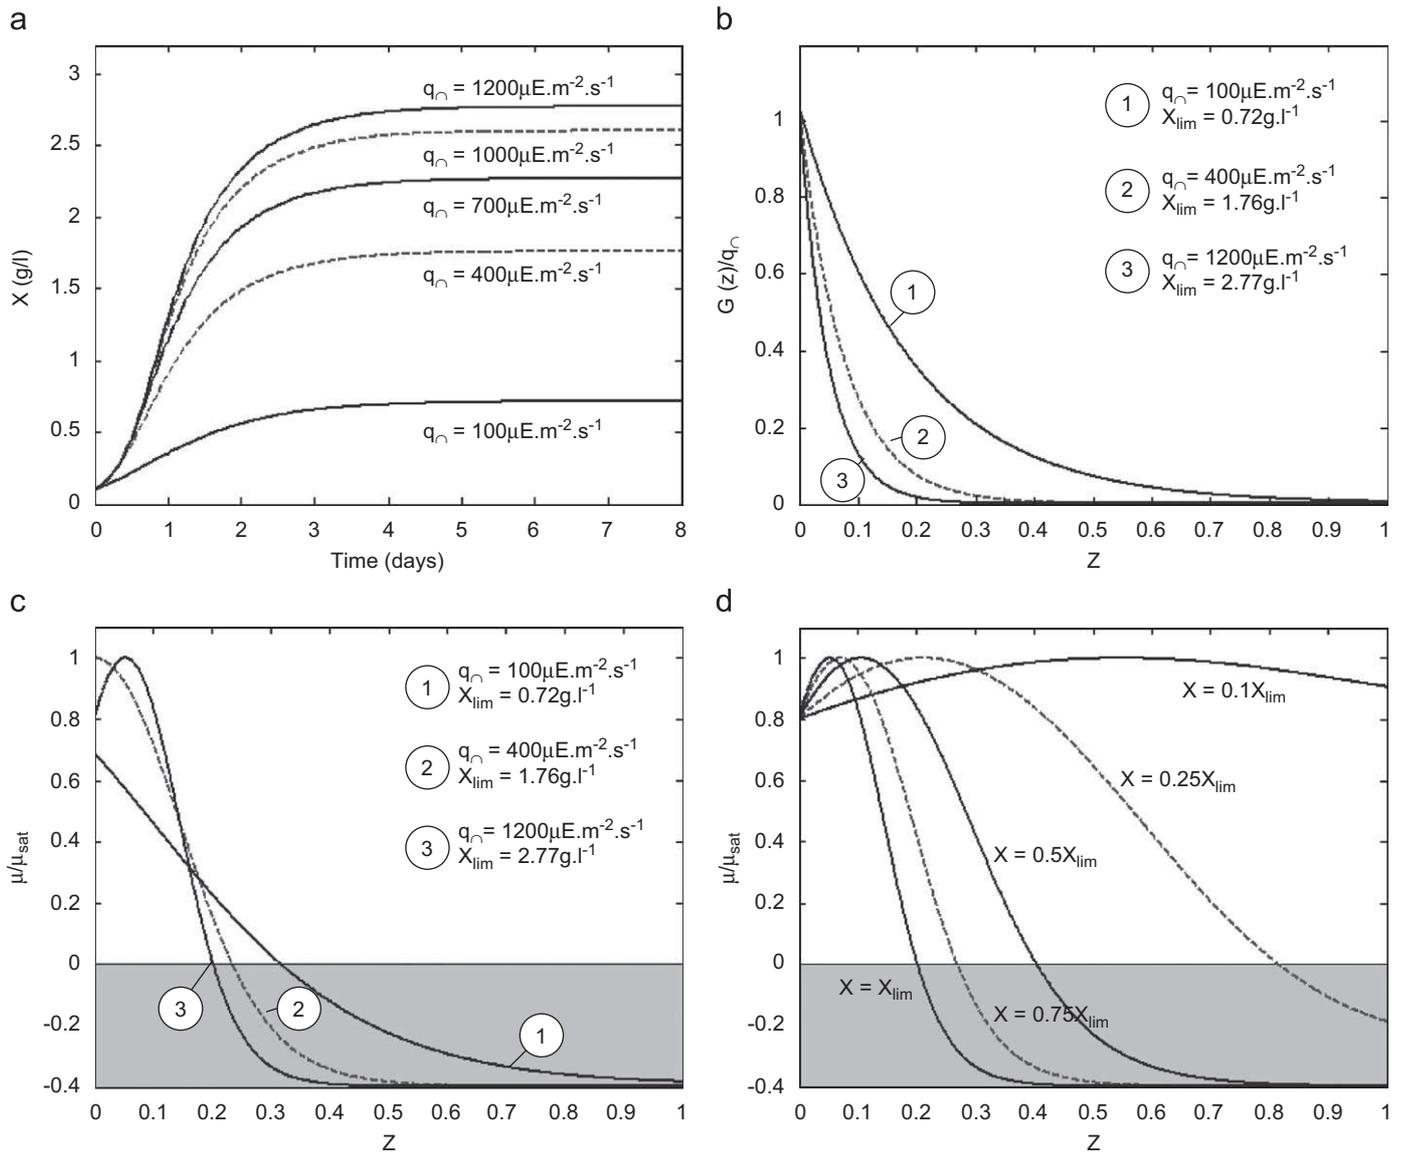 a
3
2.5
2
1.5
1
0.5
0
X (g/l)
q∩ = 1200μE.m-2.s-1
q∩ = 1000μE.m-2.s-1
q∩ = 700μE.m-2.s-1
q∩ = 400μE.m-2.s-1
q∩ = 100μE.m-2.s-1
0 1 2 3 4 5 6 7 8
Time (days)
b
1
0.8
0.6
0.4
0.2
0
G (z)/q∩
1 q∩= 100μE.m-2.s-1
Xlim = 0.72g.l-1
2 q∩ = 400μE.m-2.s-1
Xlim = 1.76g.l-1
3 q∩ = 1200μE.m-2.s-1
Xlim = 2.77g.l-1
1
2
3
0 0.1 0.2 0.3 0.4 0.5 0.6 0.7 0.8 0.9 1
Z
c
1
0.8
0.6
0.4
0.2
0
-0.2
-0.4
μ/μsat
1 q∩ = 100μE.m-2.s-1
Xlim = 0.72g.l-1
2 q∩ = 400μE.m-2.s-1
Xlim = 1.76g.l-1
3 q∩= 1200μE.m-2.s-1
Xlim = 2.77g.l-1
3
2
1
0 0.1 0.2 0.3 0.4 0.5 0.6 0.7 0.8 0.9 1
Z
d
1
0.8
0.6
0.4
0.2
0
-0.2
-0.4
μ/μsat
X = 0.1Xlim
X = 0.25Xlim
X = 0.5Xlim
X = Xlim
X = 0.75Xlim
0 0.1 0.2 0.3 0.4 0.5 0.6 0.7 0.8 0.9 1
Z